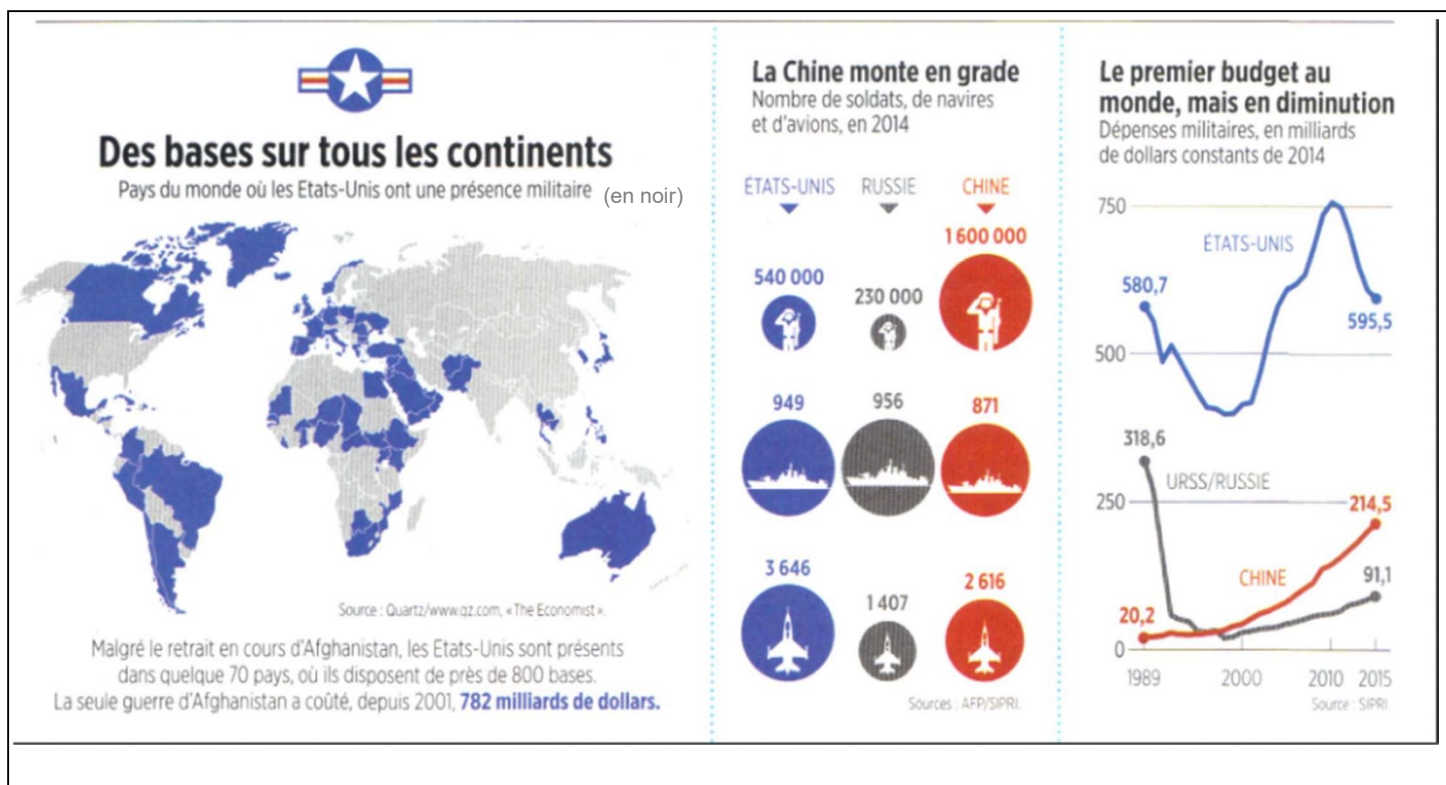 Des bases sur tous les continents
Pays du monde où les Etats-Unis ont une présence militaire (en noir)
Source : Quartz/www.qz.com, « The Economist ».
Malgré le retrait en cours d'Afghanistan, les Etats-Unis sont présents
dans quelque 70 pays, où ils disposent de près de 800 bases.
La seule guerre d'Afghanistan a coûté, depuis 2001, 782 milliards de dollars.
La Chine monte en grade
Nombre de soldats, de navires
et d'avions, en 2014
ÉTATS-UNIS RUSSIE CHINE
540 000 230 000 1 600 000
949 956 871
3 646 1 407 2 616
Sources : AFP/SIPRI.
Le premier budget au
monde, mais en diminution
Dépenses militaires, en milliards
de dollars constants de 2014
750
ÉTATS-UNIS
580,7
595,5
500
318,6
URSS/RUSSIE
250
214,5
CHINE
91,1
20,2
0
1989 2000 2010 2015
Source : SIPRI.